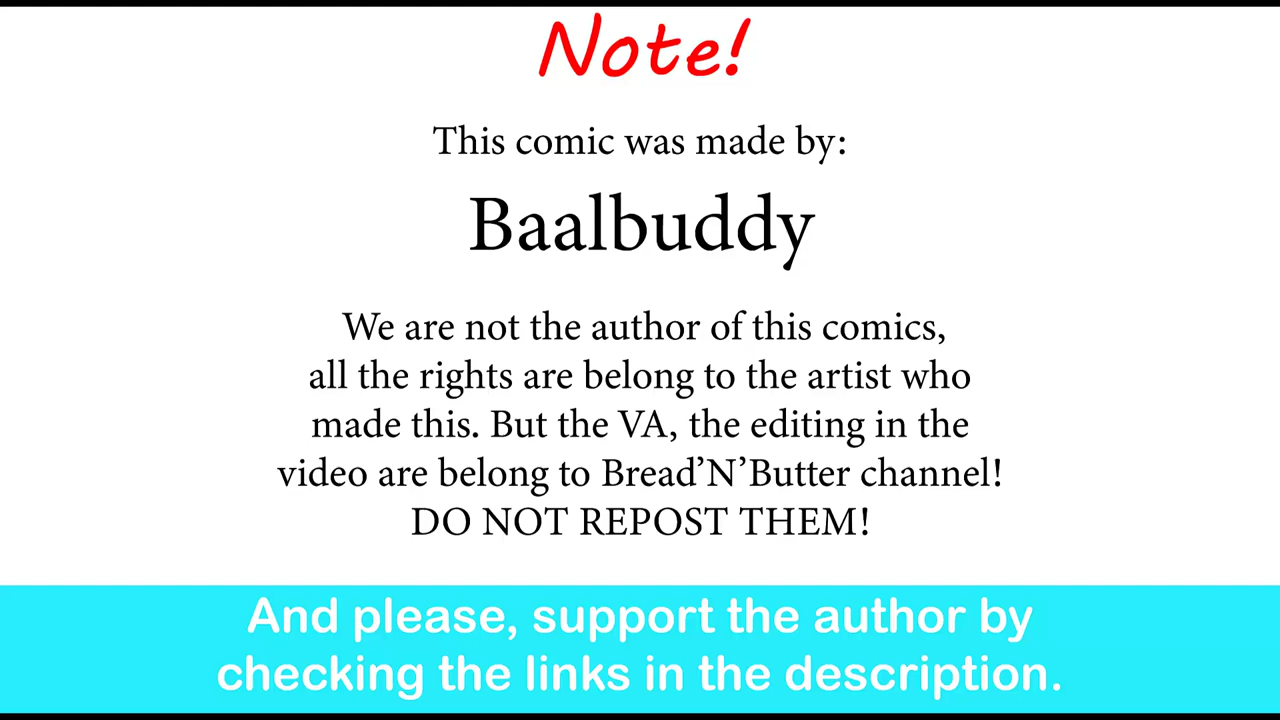 Note!
This comic was made by:
Baalbuddy
We are not the author of this comics,
all the rights are belong to the artist who
made this. But the VA, the editing in the
video are belong to Bread’N’Butter channel!
DO NOT REPOST THEM!
And please, support the author by
checking the links in the description.